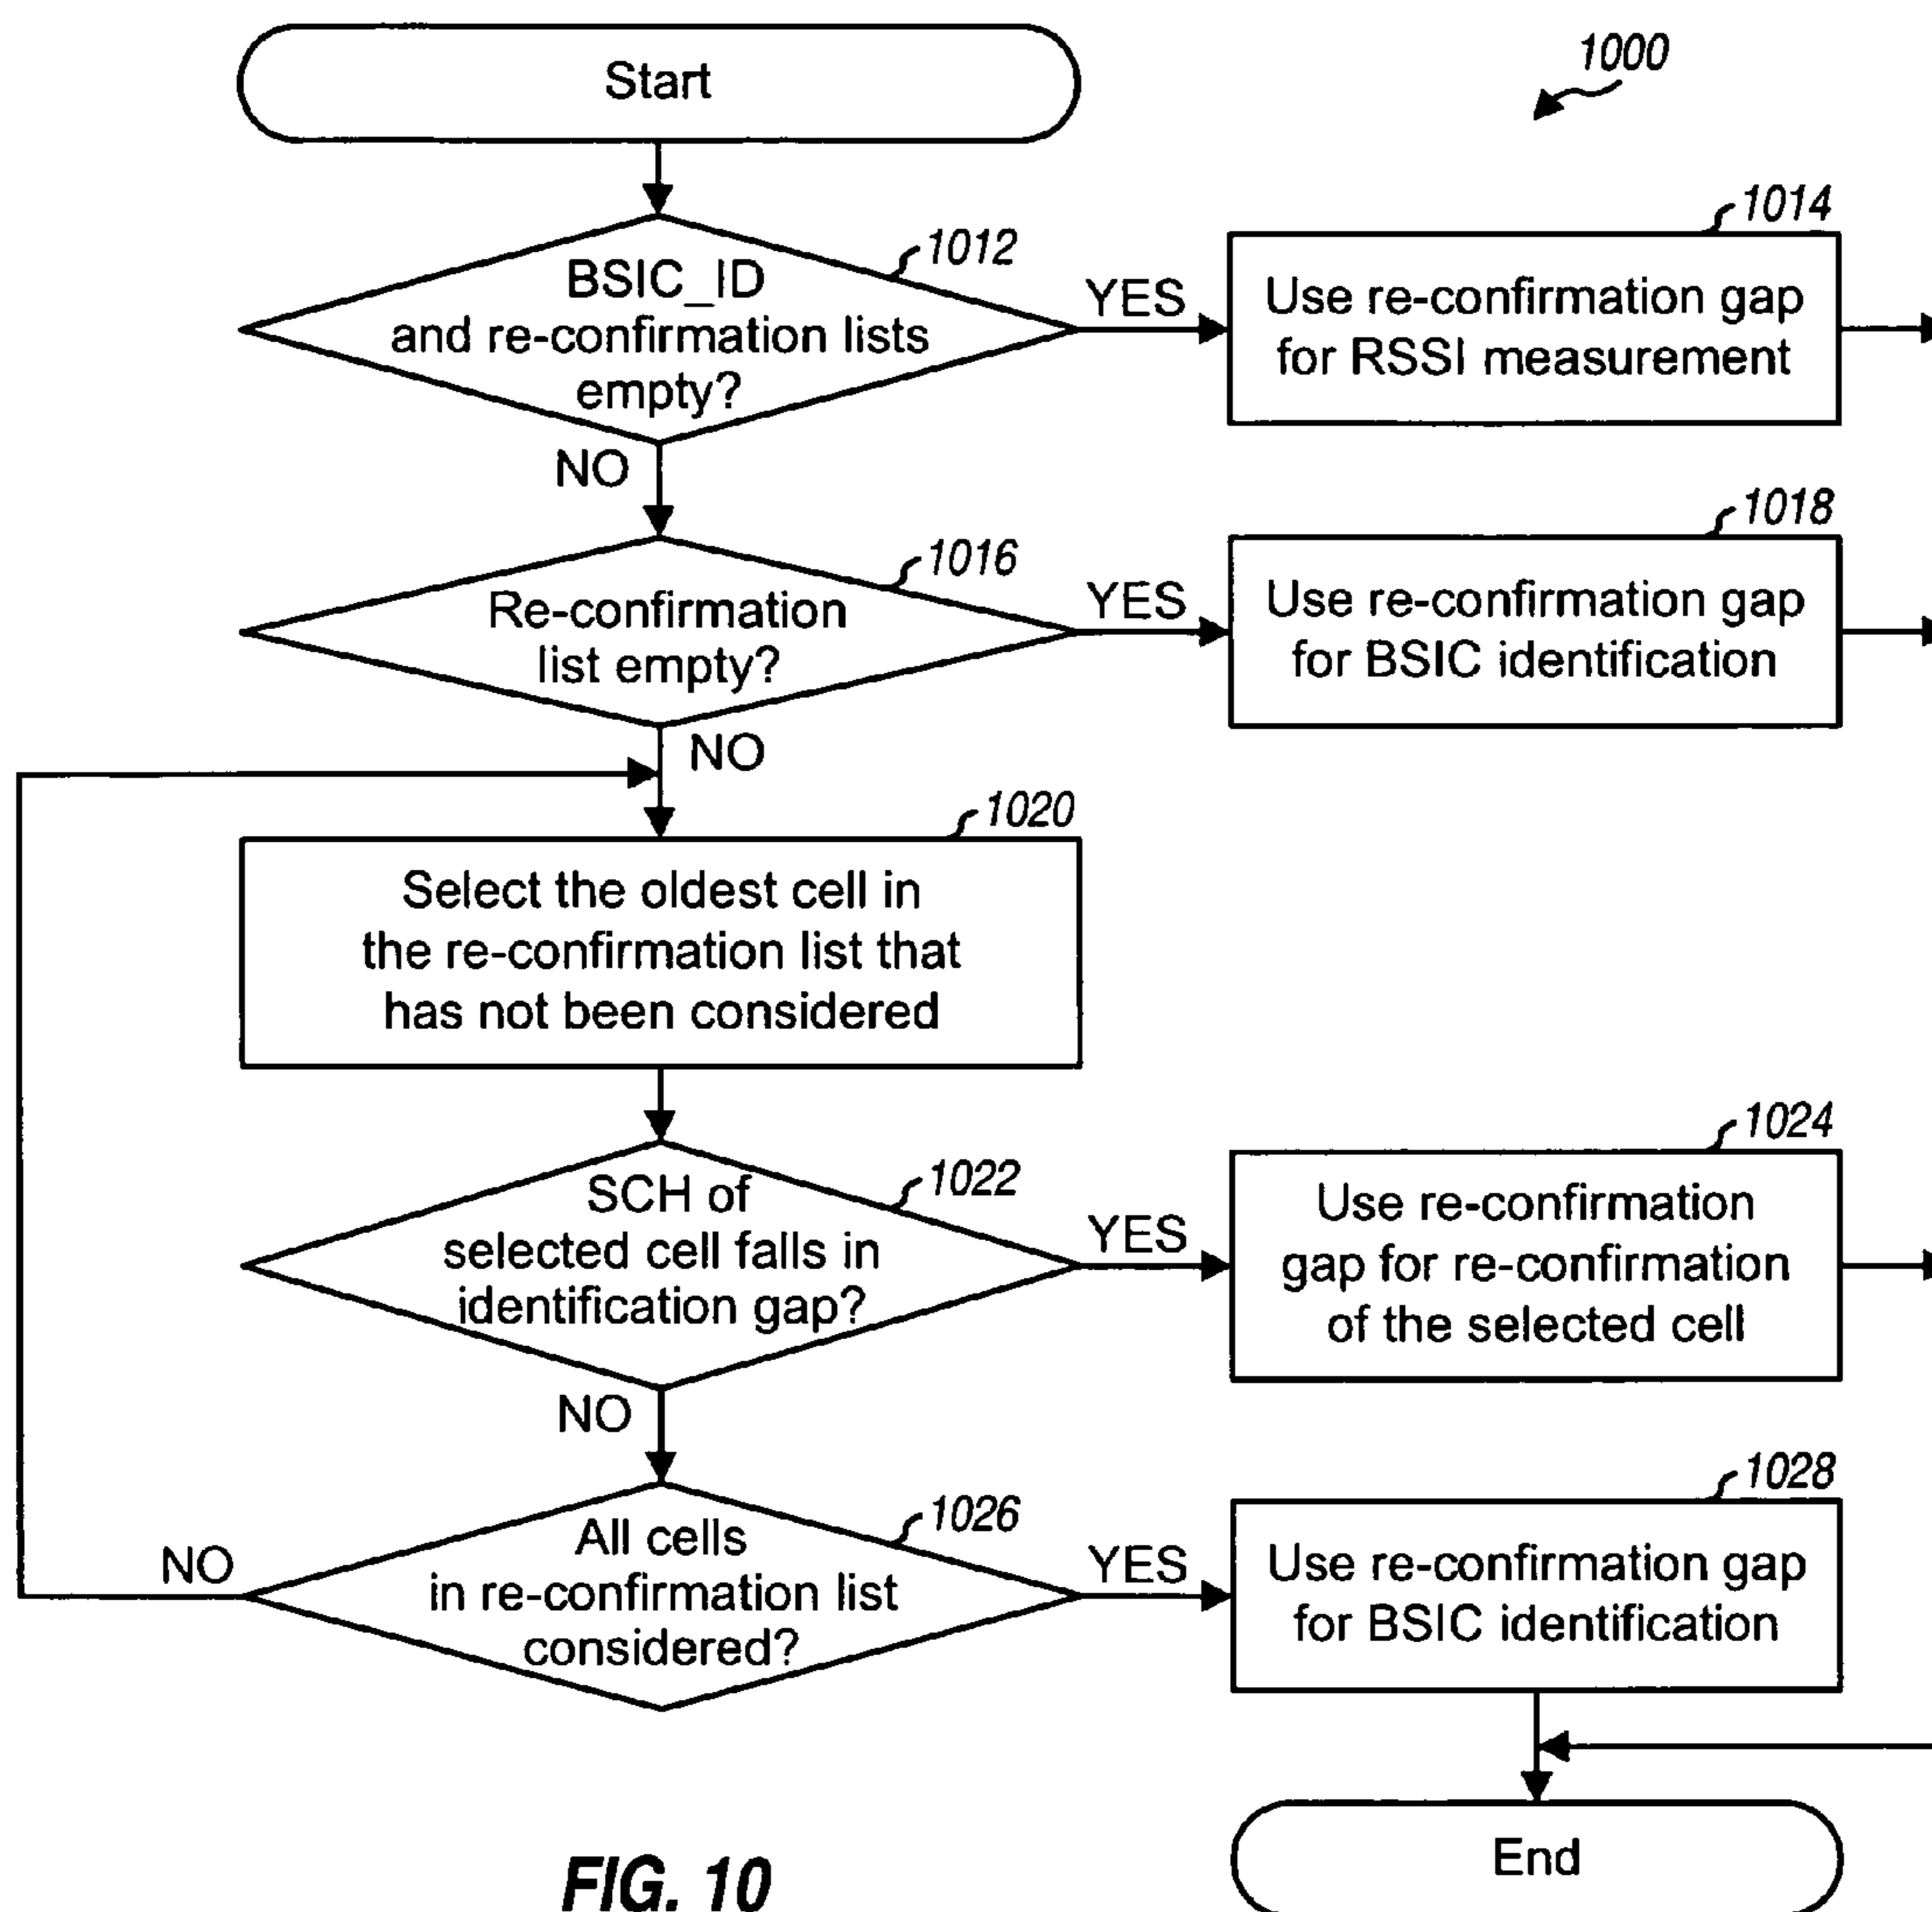 Start
1000
BSIC_ID
and re-confirmation lists
empty?
1012
YES
1014
Use re-confirmation gap
for RSSI measurement
NO
Re-confirmation
list empty?
1016
YES
1018
Use re-confirmation gap
for BSIC identification
NO
1020
Select the oldest cell in
the re-confirmation list that
has not been considered
SCH of
selected cell falls in
identification gap?
1022
YES
1024
Use re-confirmation
gap for re-confirmation
of the selected cell
NO
All cells
in re-confirmation list
considered?
1026
NO
YES
1028
Use re-confirmation gap
for BSIC identification
End
FIG. 10